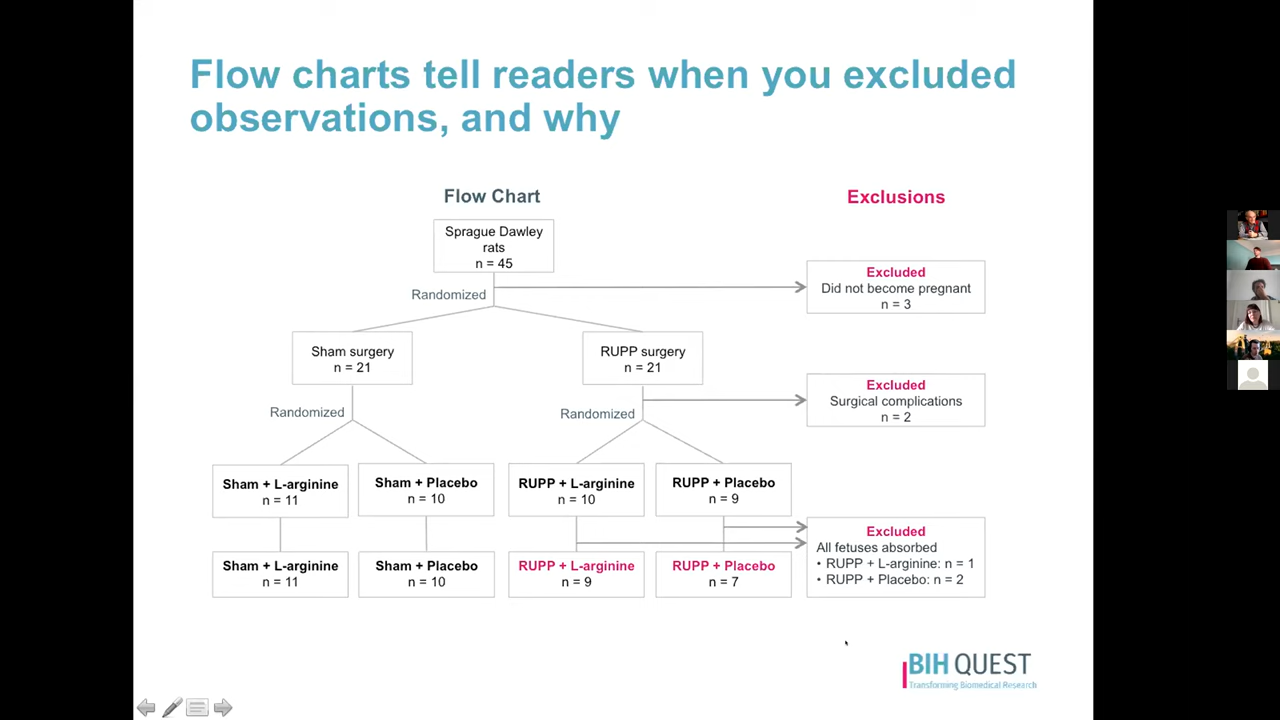 Flow charts tell readers when you excluded
observations, and why
Flow Chart
Exclusions
Sprague Dawley
rats
n = 45
Randomized
Excluded
Did not become pregnant
n = 3
Sham surgery
n = 21
RUPP surgery
n = 21
Randomized
Randomized
Excluded
Surgical complications
n = 2
Sham + L-arginine
n = 11
Sham + Placebo
n = 10
RUPP + L-arginine
n = 10
RUPP + Placebo
n = 9
Excluded
All fetuses absorbed
• RUPP + L-arginine: n = 1
• RUPP + Placebo: n = 2
Sham + L-arginine
n = 11
Sham + Placebo
n = 10
RUPP + L-arginine
n = 9
RUPP + Placebo
n = 7
BIH QUEST
Transforming Biomedical Research